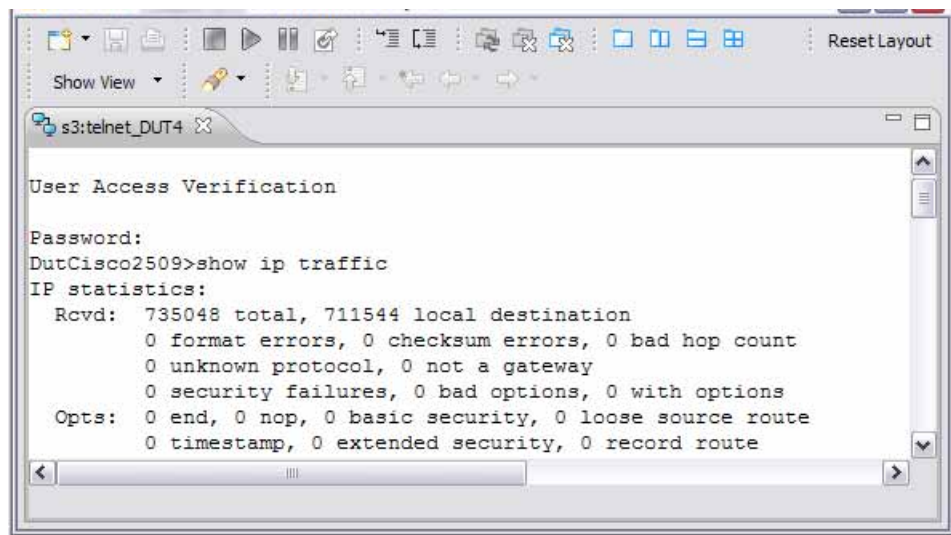 Reset Layout
Show View
s3:telnet_DUT4
User Access Verification
Password:
DutCisco2509>show ip traffic
IP statistics:
Rcvd: 735048 total, 711544 local destination
0 format errors, 0 checksum errors, 0 bad hop count
0 unknown protocol, 0 not a gateway
0 security failures, 0 bad options, 0 with options
Opts: 0 end, 0 nop, 0 basic security, 0 loose source route
0 timestamp, 0 extended security, 0 record route